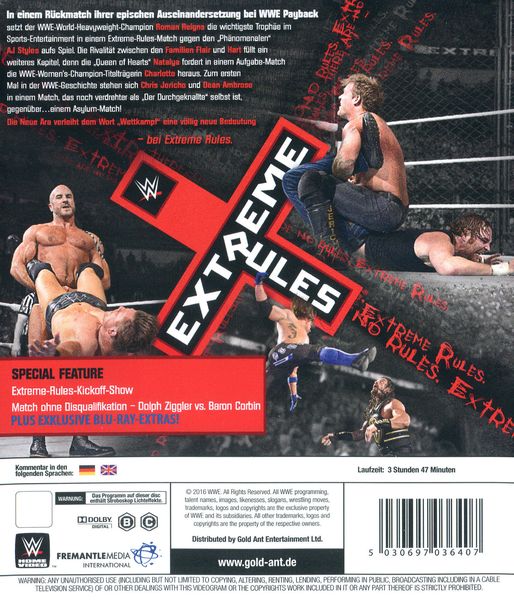 In einem Rückmatch ihrer epischen Auseinandersetzung bei WWE Payback
setzt der WWE-World-Heavyweight-Champion Roman Reigns die wichtigste Trophäe im
Sports-Entertainment in einem Extreme-Rules-Match gegen den „Phänomenalen"
AJ Styles aufs Spiel. Die Rivalität zwischen den Familien Flair und Hart füllt ein
weiteres Kapitel, denn die „Queen of Hearts" Natalya fordert in einem Aufgabe-Match
die WWE-Women's-Champion-Titelträgerin Charlotte heraus. Zum ersten
Mal in der WWE-Geschichte stehen sich Chris Jericho und Dean Ambrose
in einem Match, das noch verdrehter als „Der Durchgeknallte" selbst ist,
gegenüber...einem Asylum-Match!
Die Neue Ära verleiht dem Wort „Wettkampf" eine völlig neue Bedeutung
– bei Extreme Rules.
W
EXTREME
RULES
Extreme Rules.
No Rules. Extre
SPECIAL FEATURE
Extreme-Rules-Kickoff-Show
Match ohne Disqualifikation – Dolph Ziggler vs. Baron Corbin
PLUS EXKLUSIVE BLU-RAY-EXTRAS!
Kommentar in den
folgenden Sprachen:
Laufzeit: 3 Stunden 47 Minuten
WARNUNG: Das Programm auf dieser disc
enthält Stroboskop Lichteffekte.
DOLBY
DIGITAL
B C
© 2016 WWE. All Rights Reserved. All WWE programming,
talent names, images, likenesses, slogans, wrestling moves,
trademarks, logos and copyrights are the exclusive property
of WWE and its subsidiaries. All other trademarks, logos and
copyrights are the property of the respective owners.
Distributed by Gold Ant Entertainment Ltd.
W
HOME
VIDEO
FREMANTLEMEDIA
INTERNATIONAL
www.gold-ant.de
5 030697 036407
WARNING: ANY UNAUTHORISED USE (INCLUDING BUT NOT LIMITED TO COPYING, ALTERING, RENTING, LENDING, PERFORMING IN PUBLIC, BROADCASTING INCLUDING IN A CABLE
TELEVISION SERVICE) OF OR OTHER DEALINGS WITH THIS VIDEOGRAM OR THE COPYRIGHTS WORK INCLUDED IN IT OR ANY PART THEREOF IS STRICTLY PROHIBITED.